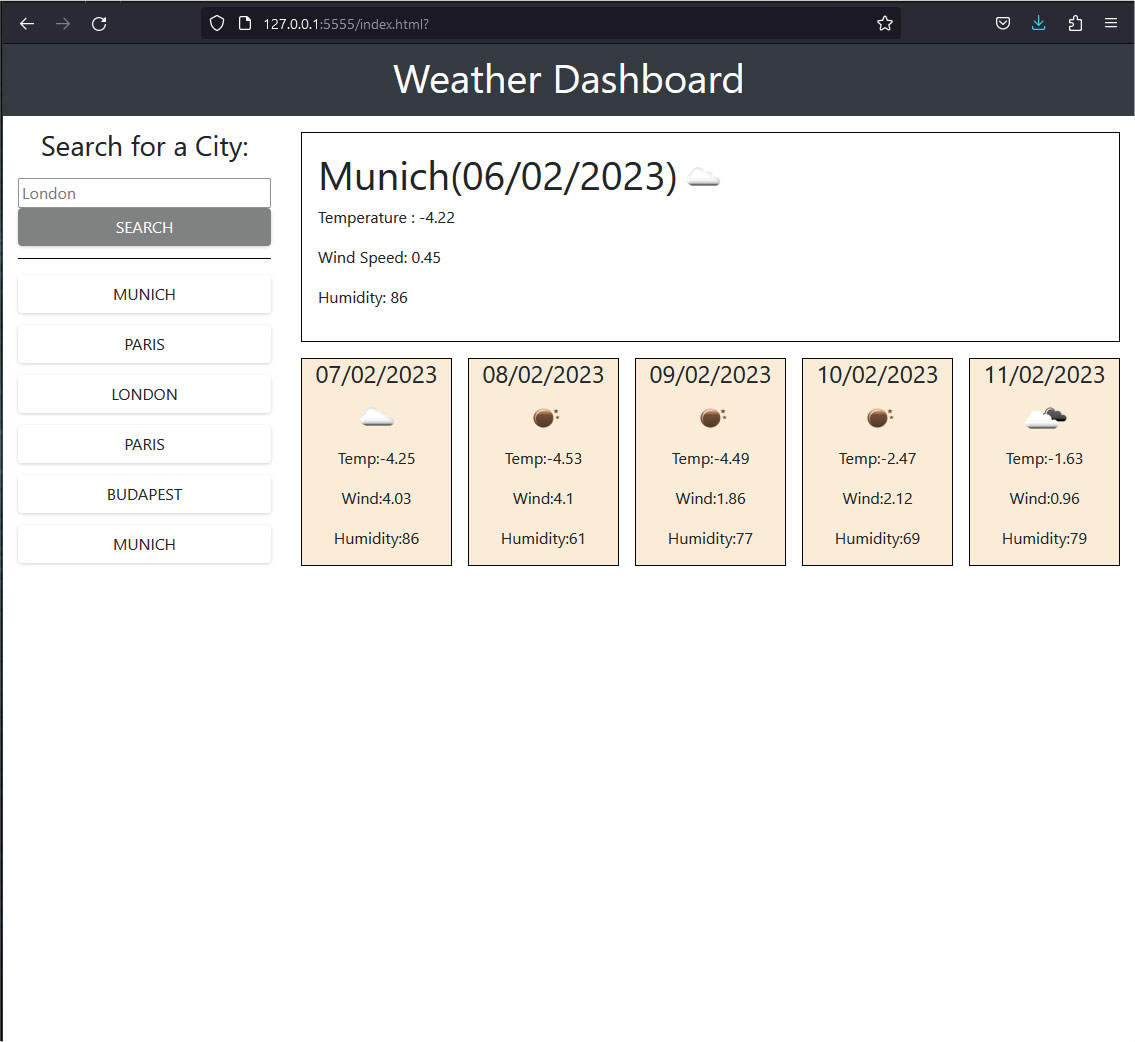 127.0.0.1:5555/index.html?
Weather Dashboard
Search for a City:
London
SEARCH
MUNICH
PARIS
LONDON
PARIS
BUDAPEST
MUNICH
Munich(06/02/2023)
Temperature : -4.22
Wind Speed: 0.45
Humidity: 86
07/02/2023
Temp:-4.25
Wind:4.03
Humidity:86
08/02/2023
Temp:-4.53
Wind:4.1
Humidity:61
09/02/2023
Temp:-4.49
Wind:1.86
Humidity:77
10/02/2023
Temp:-2.47
Wind:2.12
Humidity:69
11/02/2023
Temp:-1.63
Wind:0.96
Humidity:79